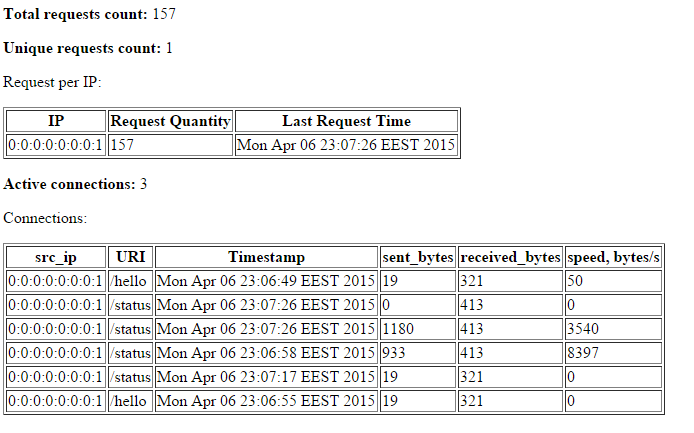 Total requests count: 157
Unique requests count: 1
Request per IP:
IP Request Quantity Last Request Time
0:0:0:0:0:0:0:1 157 Mon Apr 06 23:07:26 EEST 2015
Active connections: 3
Connections:
src_ip URI Timestamp sent_bytes received_bytes speed, bytes/s
0:0:0:0:0:0:0:1 /hello Mon Apr 06 23:06:49 EEST 2015 19 321 50
0:0:0:0:0:0:0:1 /status Mon Apr 06 23:07:26 EEST 2015 0 413 0
0:0:0:0:0:0:0:1 /status Mon Apr 06 23:07:26 EEST 2015 1180 413 3540
0:0:0:0:0:0:0:1 /status Mon Apr 06 23:06:58 EEST 2015 933 413 8397
0:0:0:0:0:0:0:1 /status Mon Apr 06 23:07:17 EEST 2015 19 321 0
0:0:0:0:0:0:0:1 /hello Mon Apr 06 23:06:55 EEST 2015 19 321 0